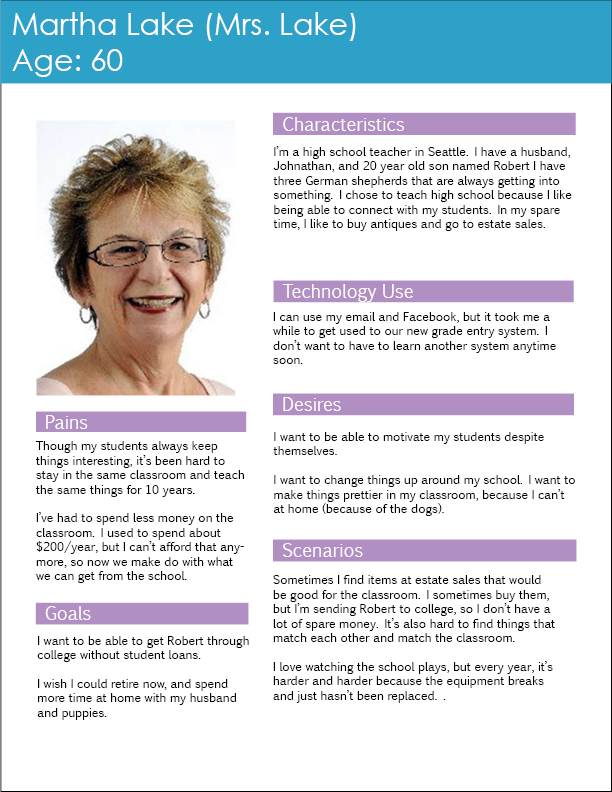 Martha Lake (Mrs. Lake)
Age: 60
Characteristics
I'm a high school teacher in Seattle. I have a husband,
Johnathan, and 20 year old son named Robert I have
three German shepherds that are always getting into
something. I chose to teach high school because I like
being able to connect with my students. In my spare
time, I like to buy antiques and go to estate sales.
Technology Use
I can use my email and Facebook, but it took me a
while to get used to our new grade entry system. I
don't want to have to learn another system anytime
soon.
Desires
I want to be able to motivate my students despite
themselves.
I want to change things up around my school. I want to
make things prettier in my classroom, because I can't
at home (because of the dogs).
Scenarios
Sometimes I find items at estate sales that would
be good for the classroom. I sometimes buy them,
but I'm sending Robert to college, so I don't have a
lot of spare money. It's also hard to find things that
match each other and match the classroom.
I love watching the school plays, but every year, it's
harder and harder because the equipment breaks
and just hasn't been replaced. .
Pains
Though my students always keep
things interesting, it's been hard to
stay in the same classroom and teach
the same things for 10 years.
I've had to spend less money on the
classroom. I used to spend about
$200/year, but I can't afford that any-
more, so now we make do with what
we can get from the school.
Goals
I want to be able to get Robert through
college without student loans.
I wish I could retire now, and spend
more time at home with my husband
and puppies.